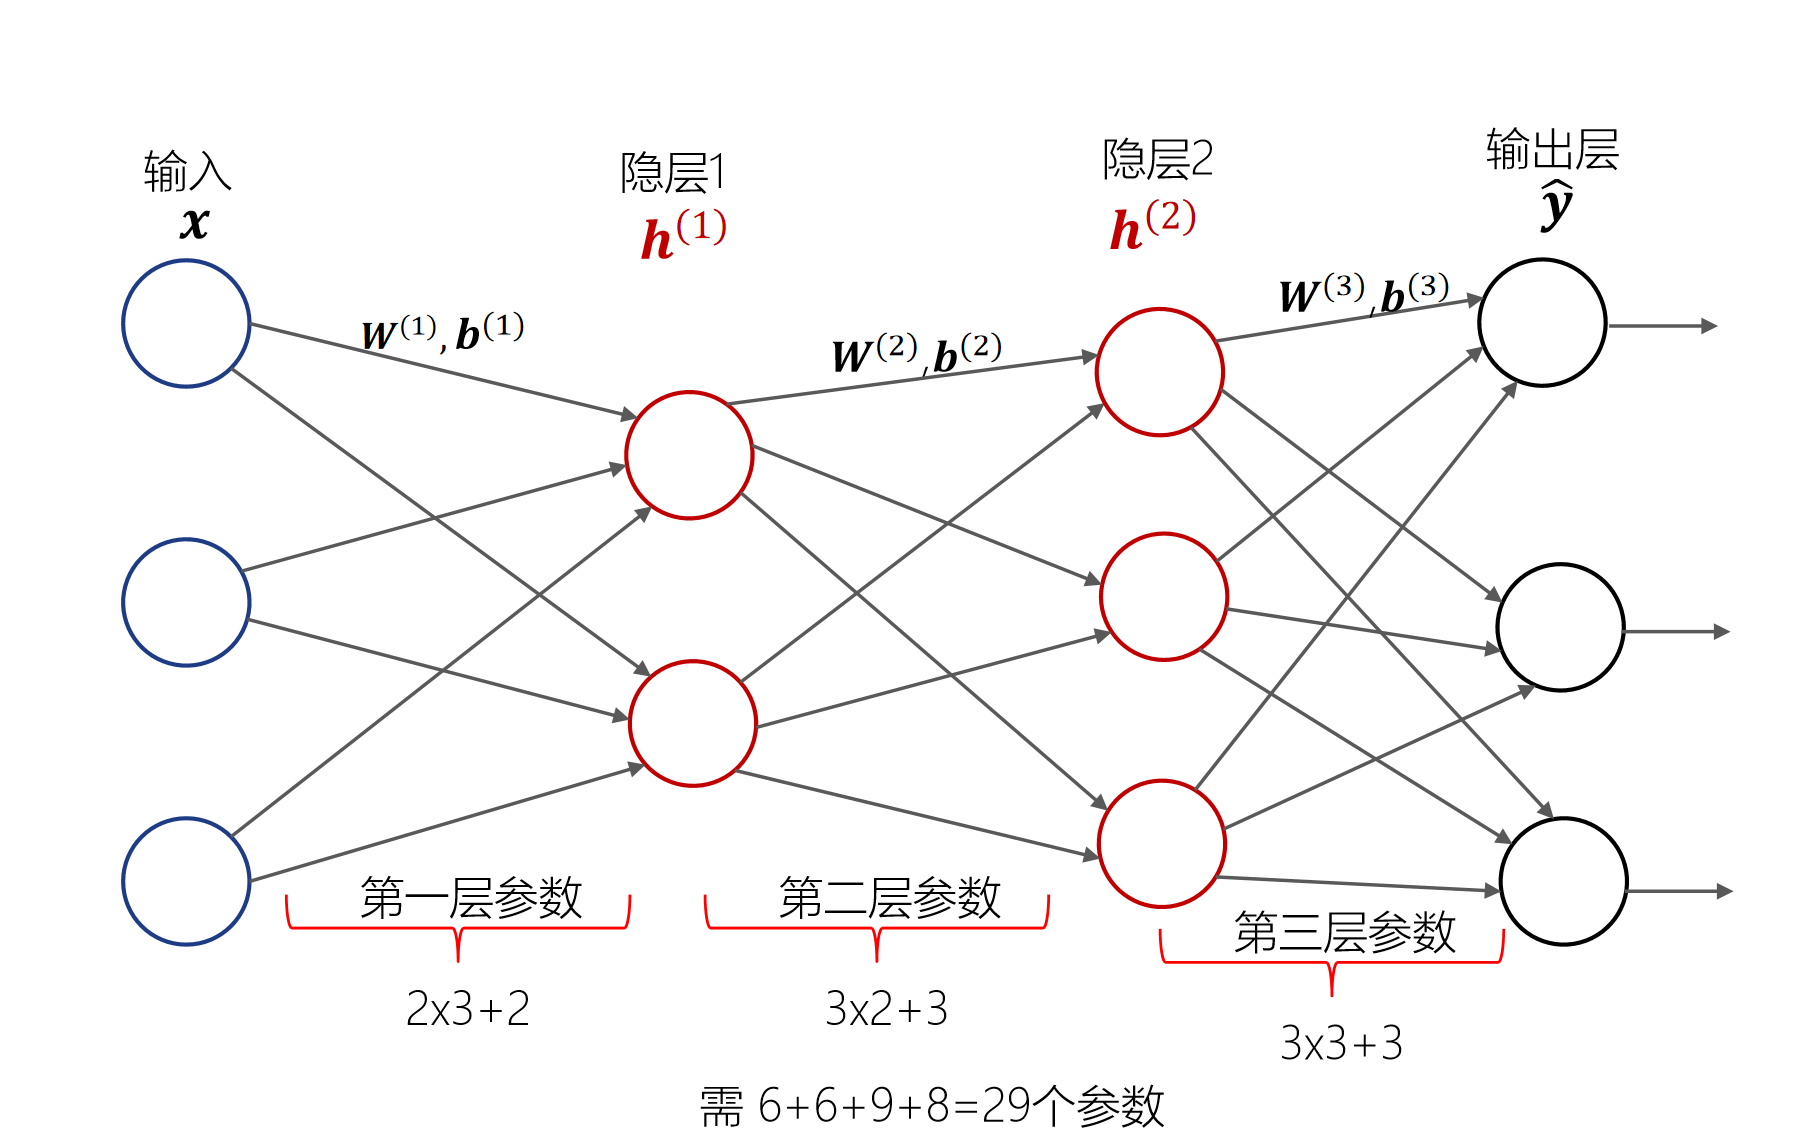 输入
x
隐层1
h^(1)
隐层2
h^(2)
输出层
ŷ
W^(1), b^(1)
W^(2), b^(2)
W^(3), b^(3)
第一层参数
第二层参数
第三层参数
2x3+2
3x2+3
3x3+3
需 6+6+9+8=29个参数